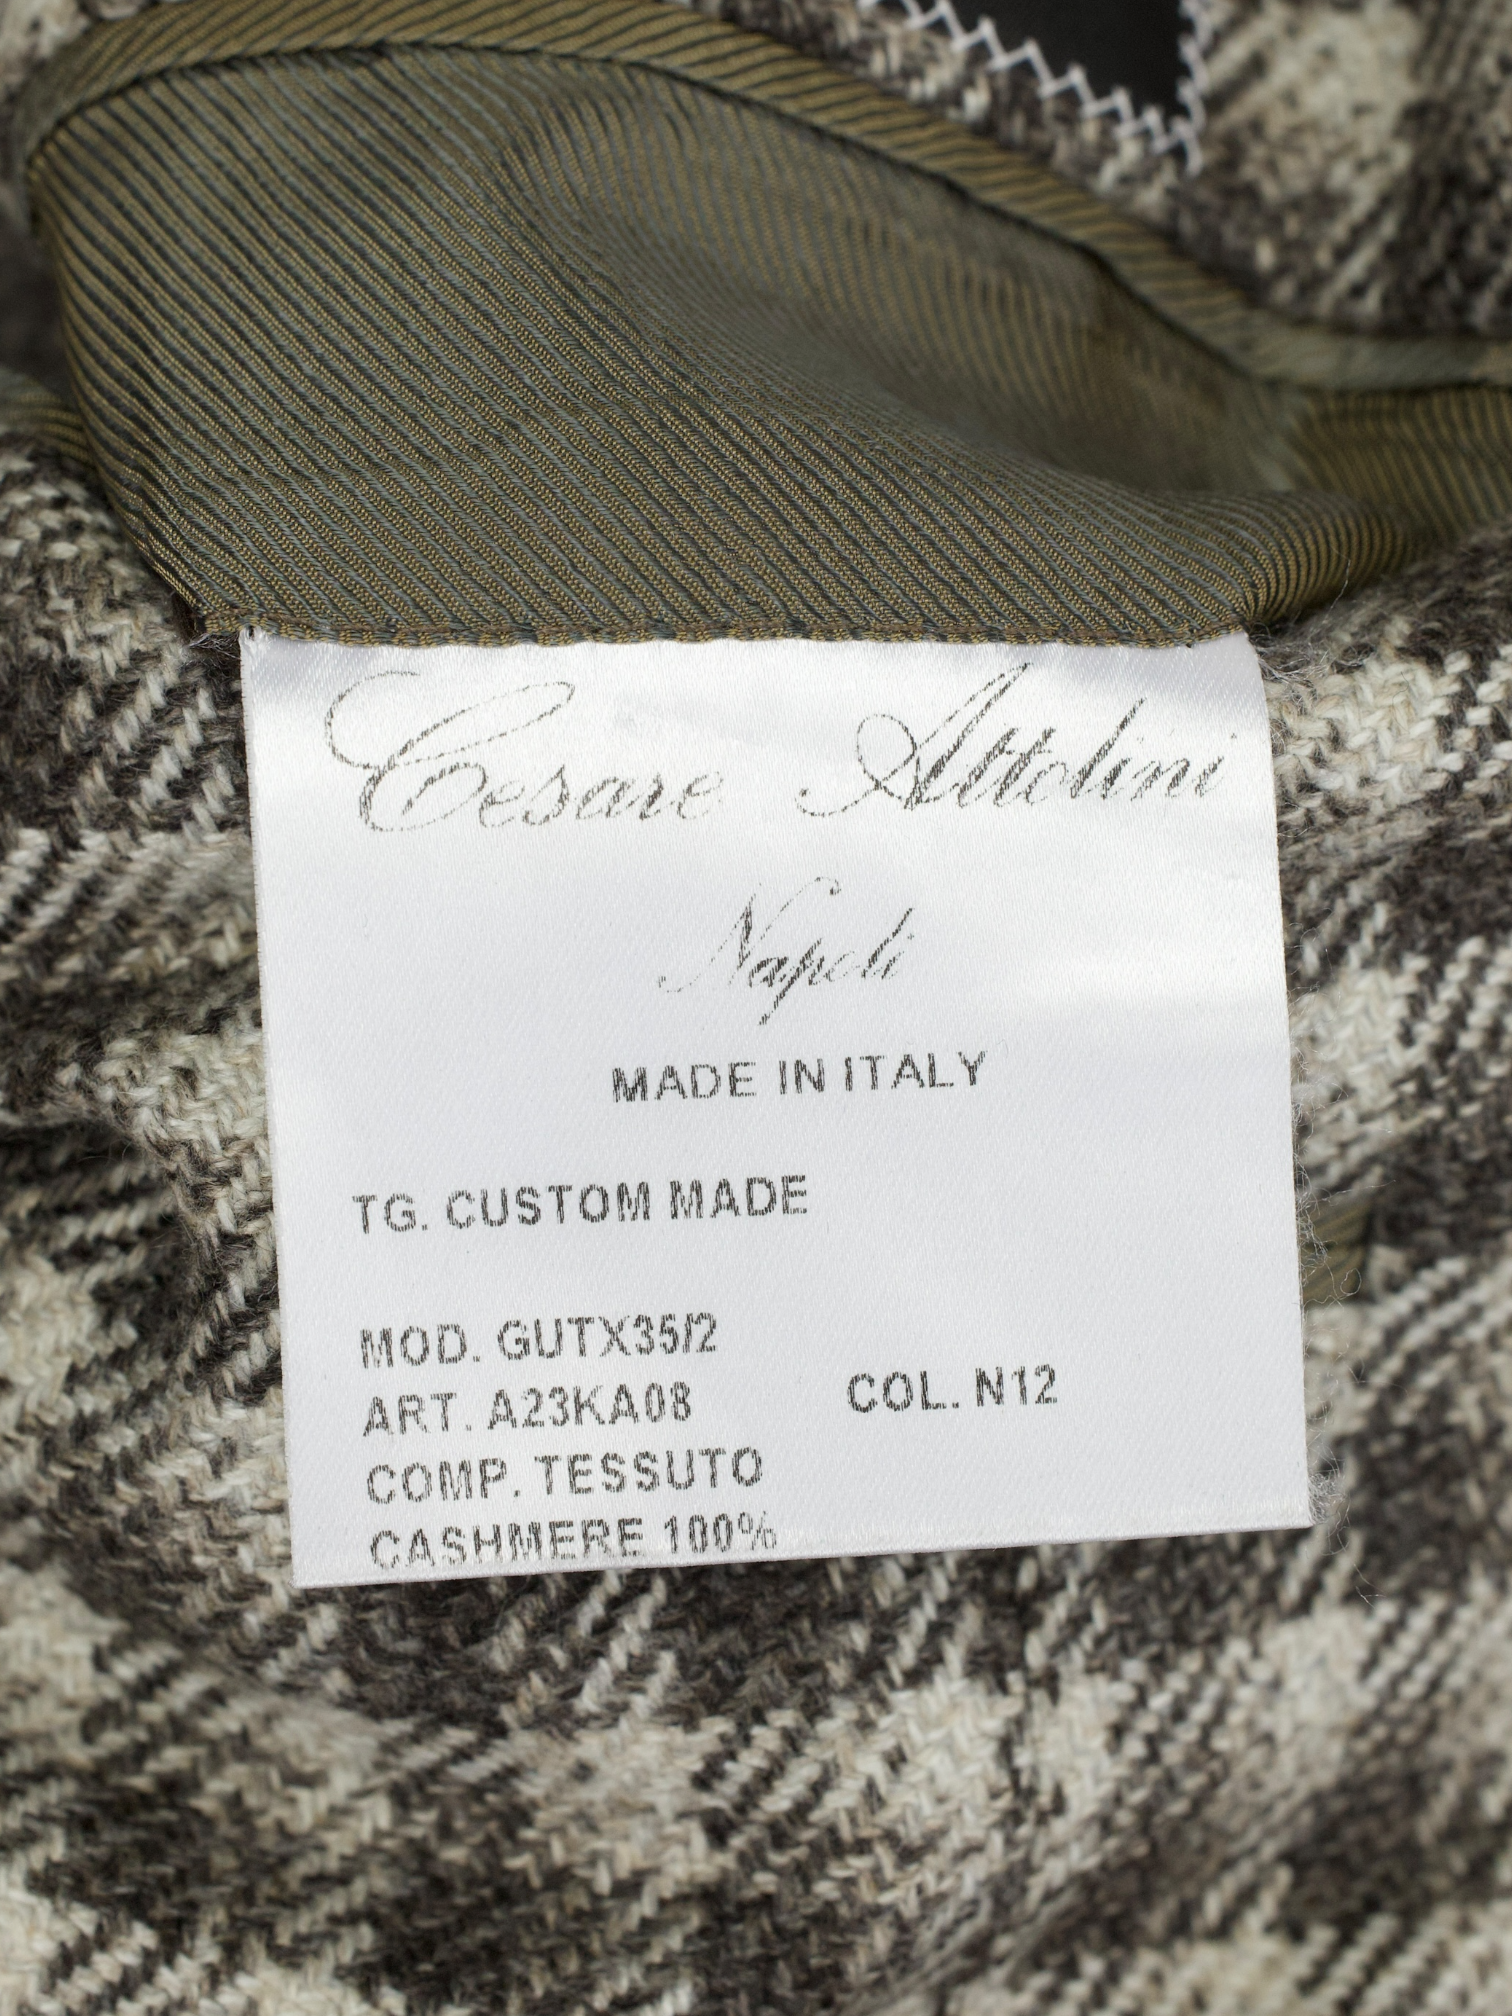 Cesare Attolini
Napoli
MADE IN ITALY
TG. CUSTOM MADE
MOD. GUTX35/2
ART. A23KA08 COL. N12
COMP. TESSUTO
CASHMERE 100%